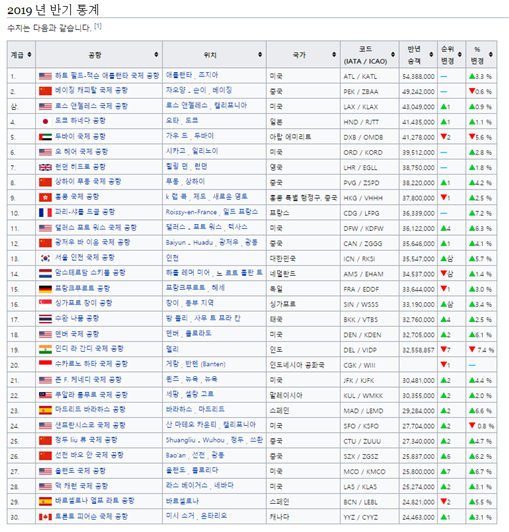 2019 년 반기 통계
수치는 다음과 같습니다. [1]
계급 공항 위치 국가 코드 (IATA / ICAO) 반년 승객 순위 변경 % 변경
1. 하트 필드-잭슨 애틀랜타 국제 공항 애틀랜타, 조지아 미국 ATL / KATL 54,388,000 — 3.3 %
2. 베이징 캐피탈 국제 공항 차오양 - 순이, 베이징 중국 PEK / ZBAA 49,242,000 — 0.6 %
삼. 로스 앤젤레스 국제 공항 로스 앤젤레스, 캘리포니아 미국 LAX / KLAX 43,049,000 1 0.9 %
4. 도쿄 하네다 공항 오타, 도쿄 일본 HND / RJTT 41,435,000 1 1.1 %
5. 두바이 국제 공항 가우 드, 두바이 아랍 에미리트 DXB / OMDB 41,278,000 2 5.6 %
6. 오 헤어 국제 공항 시카고, 일리노이 미국 ORD / KORD 39,512,000 — 2.8 %
7. 런던 히드로 공항 힐링 던, 런던 영국 LHR / EGLL 38,750,000 — 1.8 %
8. 상하이 푸동 국제 공항 푸동, 상하이 중국 PVG / ZSPD 38,220,000 1 4.2 %
9. 홍콩 국제 공항 k 랩 콕, 제도, 새로운 영토 홍콩 특별 행정구, 중국 HKG / VHHH 37,800,000 1 2.5 %
10. 파리-샤를 드골 공항 Roissy-en-France, 일드 프랑스 프랑스 CDG / LFPG 36,339,000 — 7.2 %
11. 댈러스 포트 워스 국제 공항 댈러스 - 포트 워스, 텍사스 미국 DFW / KDFW 36,122,000 4 6.3 %
12. 광저우 바 이윈 국제 공항 Baiyun - Huadu, 광저우, 광동 중국 CAN / ZGGG 35,646,000 1 4.1 %
13. 서울 인천 국제 공항 인천 대한민국 ICN / RKSI 35,547,000 삼 5.7 %
14. 암스테르담 스키폴 공항 하를 레머 미어, 노 르트 홀란 트 네덜란드 AMS / EHAM 34,537,000 삼 1.4 %
15. 프랑크푸르트 공항 프랑크푸르트, 헤세 독일 FRA / EDDF 33,644,000 1 3.0 %
16. 싱가포르 창이 공항 창이, 동부 지역 싱가포르 SIN / WSSS 33,190,000 삼 3.4 %
17. 수완 나품 공항 방 플리, 사무 트 프라 칸 태국 BKK / VTBS 32,760,000 4 2.5 %
18. 덴버 국제 공항 덴버, 콜로라도 미국 DEN / KDEN 32,705,000 2 6.1 %
19. 인디 라 간디 국제 공항 델리 인도 DEL / VIDP 32,558,857 7 7.4 %
20. 수카르노 하타 국제 공항 거랑, 반텐 (Banten) 인도네시아 공화국 CGK / WIII 1 —
21. 존 F. 케네디 국제 공항 퀸즈, 뉴욕, 뉴욕 미국 JFK / KJFK 30,481,000 2 4.4 %
22. 쿠알라 룸푸르 국제 공항 세팡, 셀랑 고르 말레이시아 KUL / WMKK 30,355,000 2 2.0 %
23. 마드리드 바라하스 공항 바라하스, 마드리드 스페인 MAD / LEMD 29,284,000 4 6.6 %
24. 샌프란시스코 국제 공항 산 마테오 카운티, 캘리포니아 미국 SFO / KSFO 27,704,000 2 0.8 %
25. 청두 liu 류 국제 공항 Shuangliu - Wuhou, 청두, 쓰촨 중국 CTU / ZUUU 27,340,000 2 4.7 %
26. 선전 바오 안 국제 공항 Bao'an, 선전, 광동 중국 SZX / ZGSZ 25,837,000 6 6.2 %
27. 올랜도 국제 공항 올랜도, 플로리다 미국 MCO / KMCO 25,800,000 7 6.7 %
28. 맥 캐런 국제 공항 라스 베이거스, 네바다 미국 LAS / KLAS 25,274,000 2 3.1 %
29. 바르셀로나 엘프 라트 공항 바르셀로나 스페인 BCN / LEBL 24,821,000 2 5.5 %
30. 토론토 피어슨 국제 공항 미시 소거, 온타리오 캐나다 YYZ / CYYZ 24,463,000 1 3.1 %